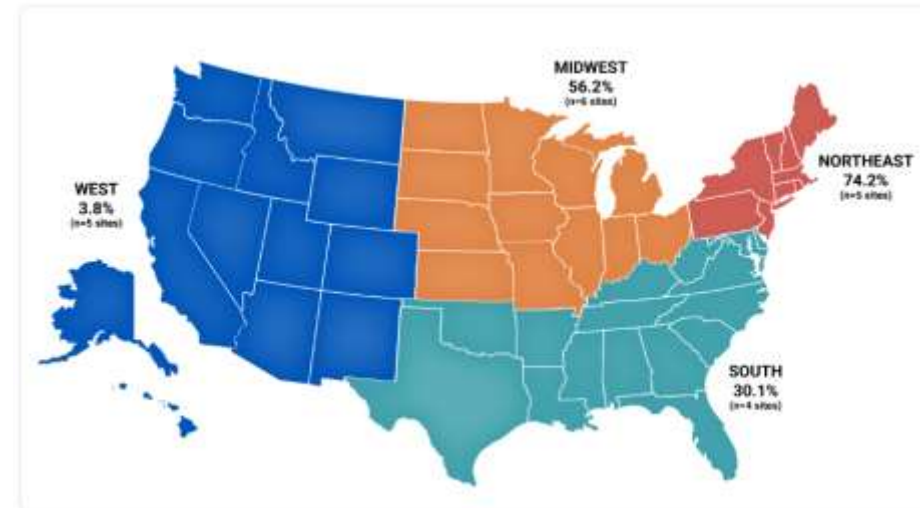 MIDWEST
56.2%
(n=6 sites)
NORTHEAST
74.2%
(n=5 sites)
WEST
3.8%
(n=5 sites)
SOUTH
30.1%
(n=4 sites)